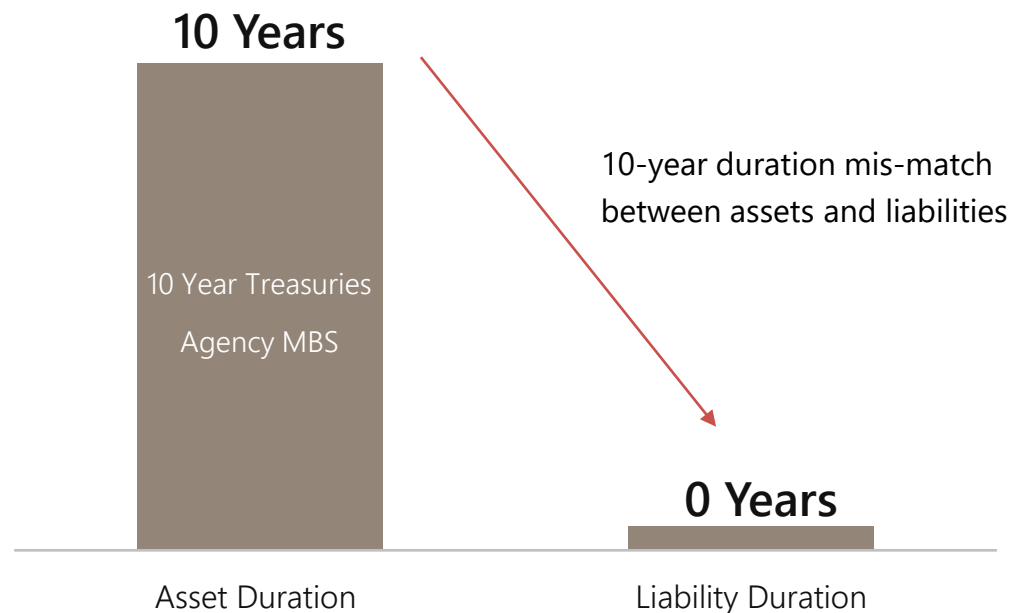 10 Years
10-year duration mis-match
between assets and liabilities
10 Year Treasuries
Agency MBS
0 Years
Asset Duration
Liability Duration